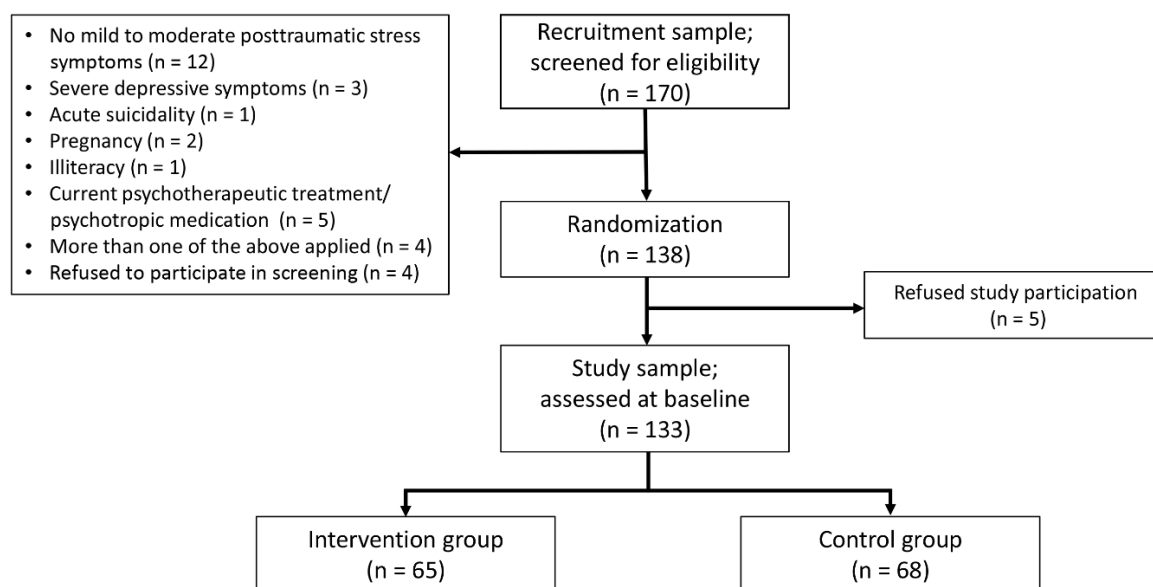 Recruitment sample;
screened for eligibility
(n = 170)
• No mild to moderate posttraumatic stress
symptoms (n = 12)
• Severe depressive symptoms (n = 3)
• Acute suicidality (n = 1)
• Pregnancy (n = 2)
• Illiteracy (n = 1)
• Current psychotherapeutic treatment/
psychotropic medication (n = 5)
• More than one of the above applied (n = 4)
• Refused to participate in screening (n = 4)
Randomization
(n = 138)
Refused study participation
(n = 5)
Study sample;
assessed at baseline
(n = 133)
Intervention group
(n = 65)
Control group
(n = 68)